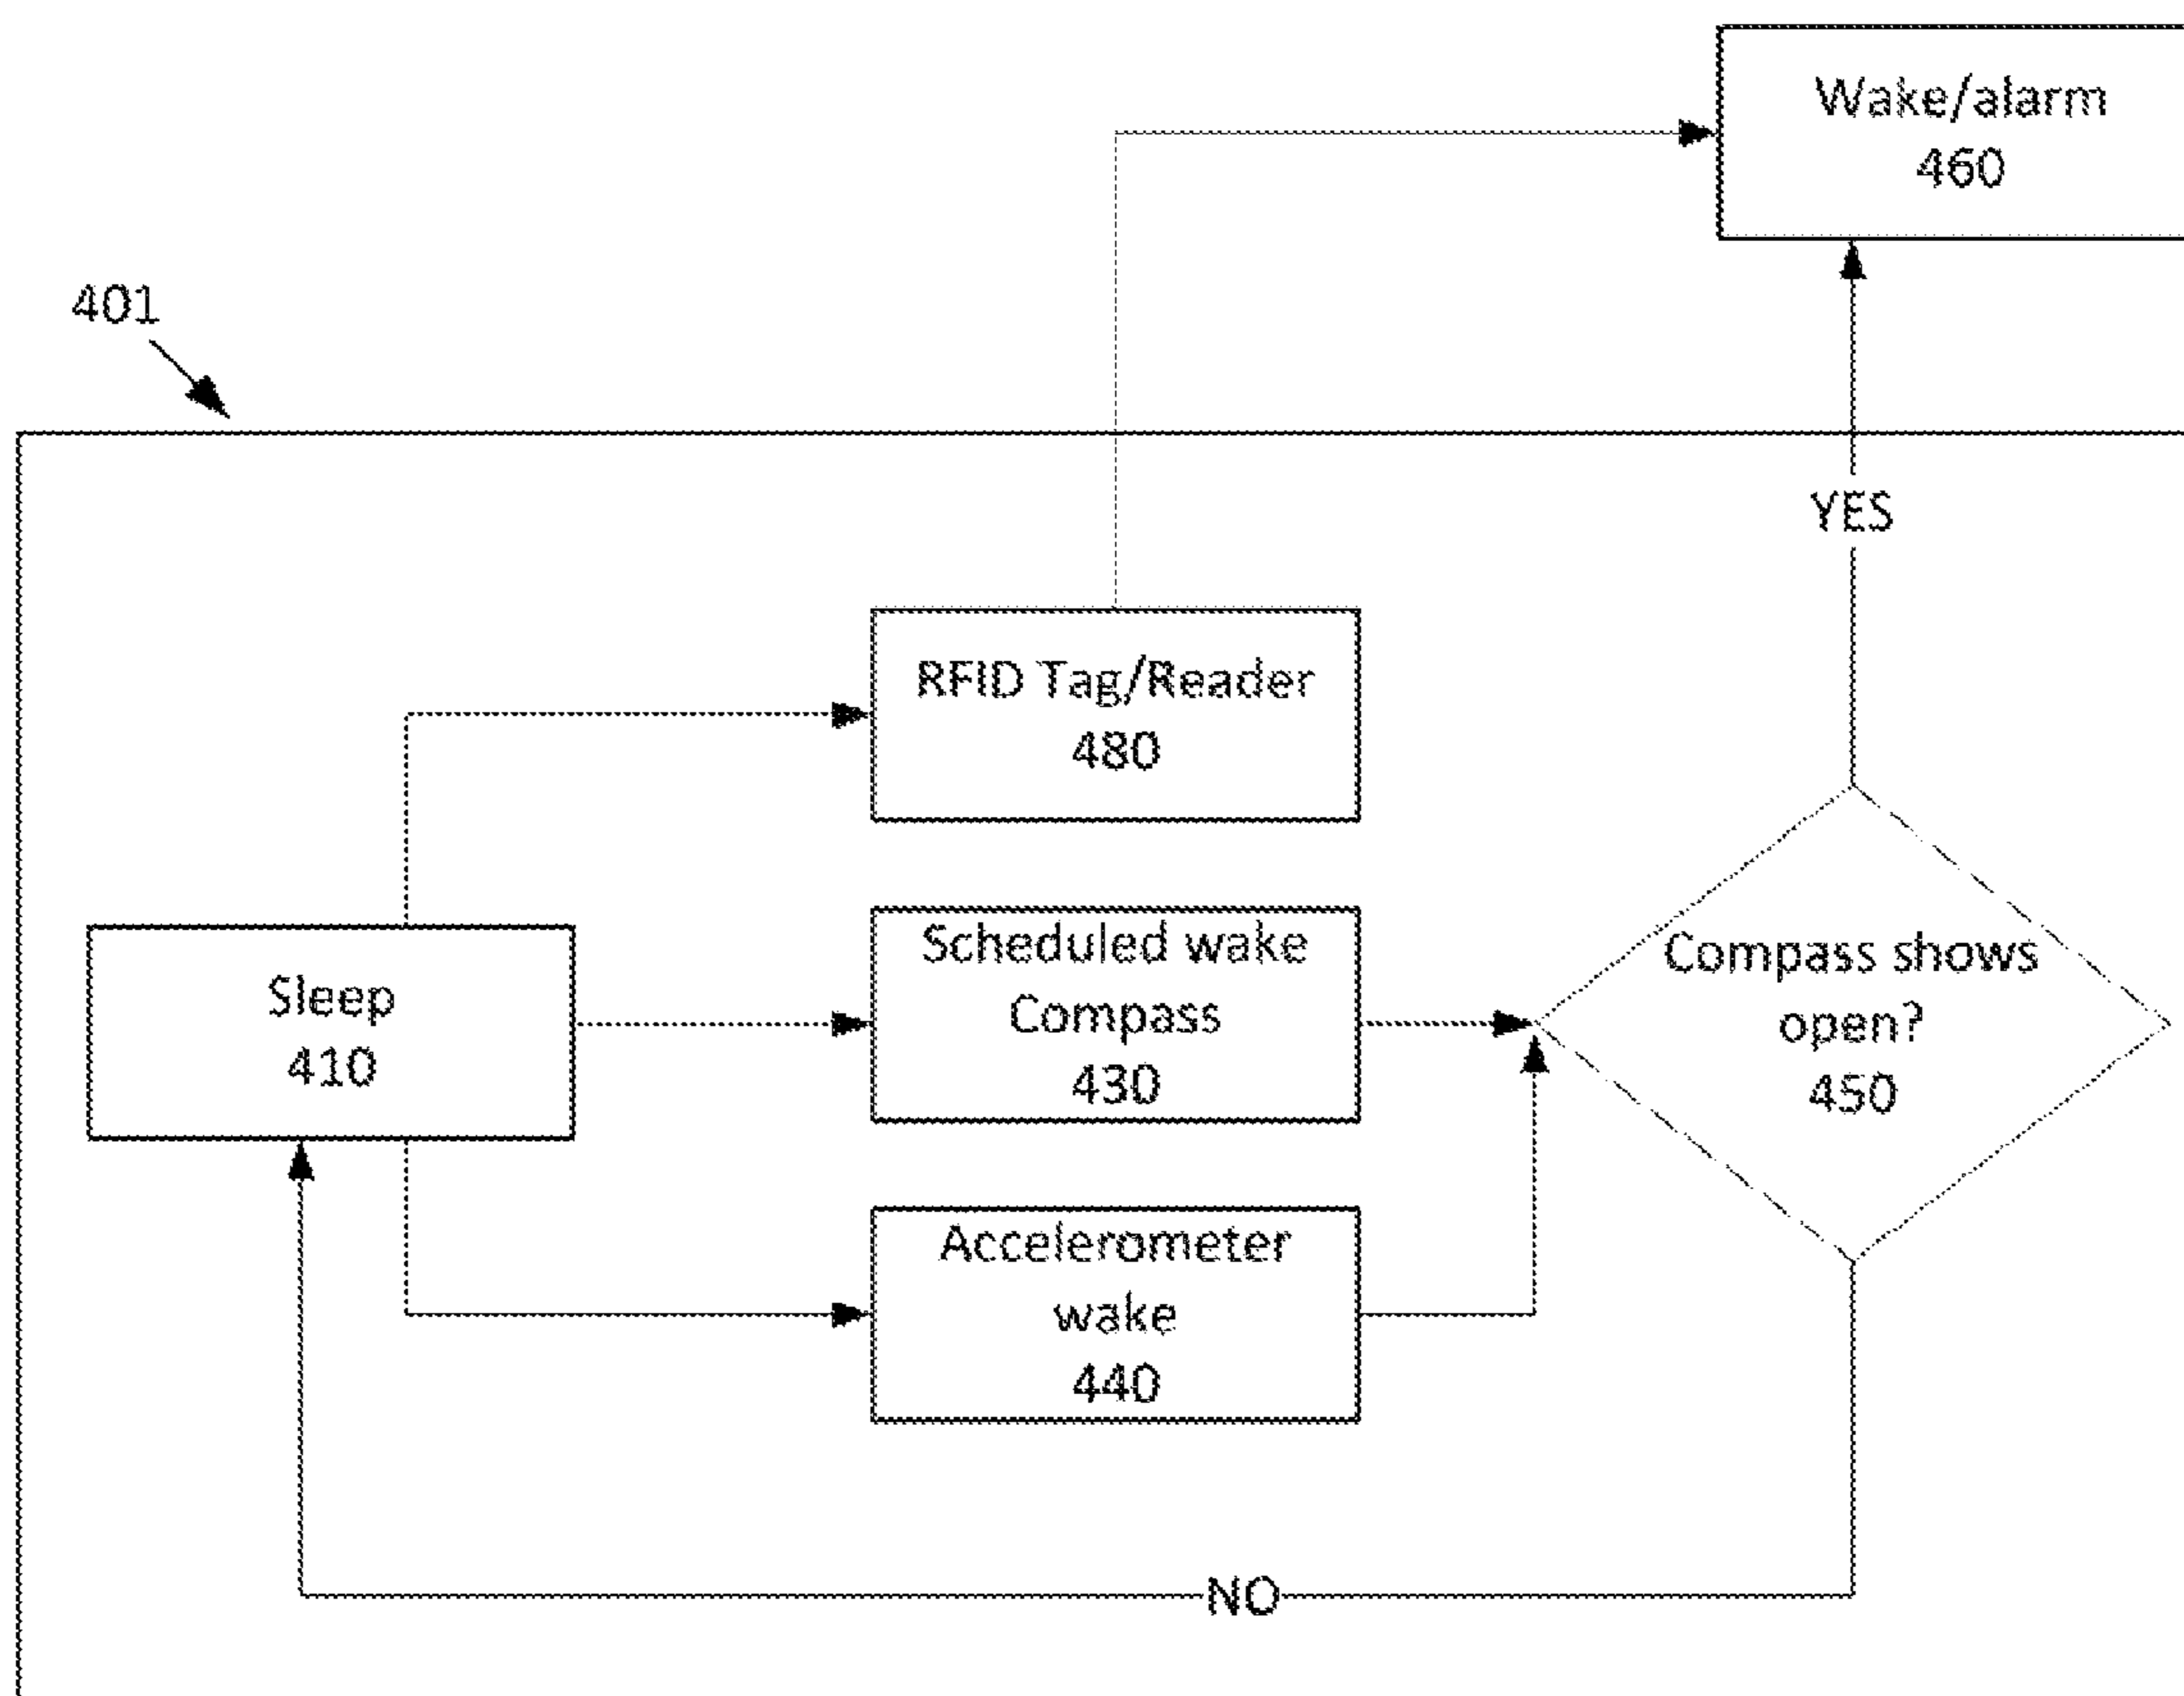 Wake/alarm
460
401
YES
RFID Tag/Reader
480
Scheduled wake
Compass
430
Sleep
410
Compass shows
open?
450
Accelerometer
wake
440
NO